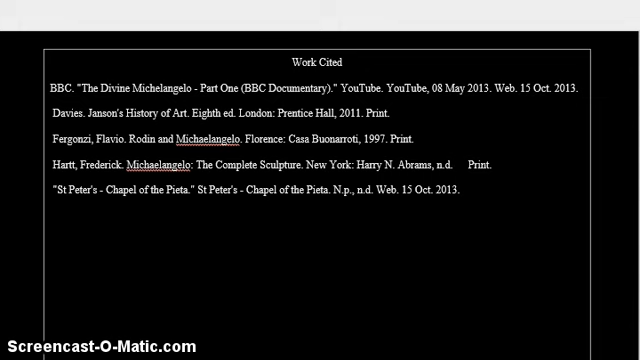 Work Cited
BBC. "The Divine Michelangelo - Part One (BBC Documentary)." YouTube. YouTube, 08 May 2013. Web. 15 Oct. 2013.
Davies. Janson's History of Art. Eighth ed. London: Prentice Hall, 2011. Print.
Fergonzi, Flavio. Rodin and Michaelangelo. Florence: Casa Buonarroti, 1997. Print.
Hartt, Frederick. Michaelangelo: The Complete Sculpture. New York: Harry N. Abrams, n.d. Print.
"St Peter's - Chapel of the Pieta." St Peter's - Chapel of the Pieta. N.p., n.d. Web. 15 Oct. 2013.
Screencast-O-Matic.com